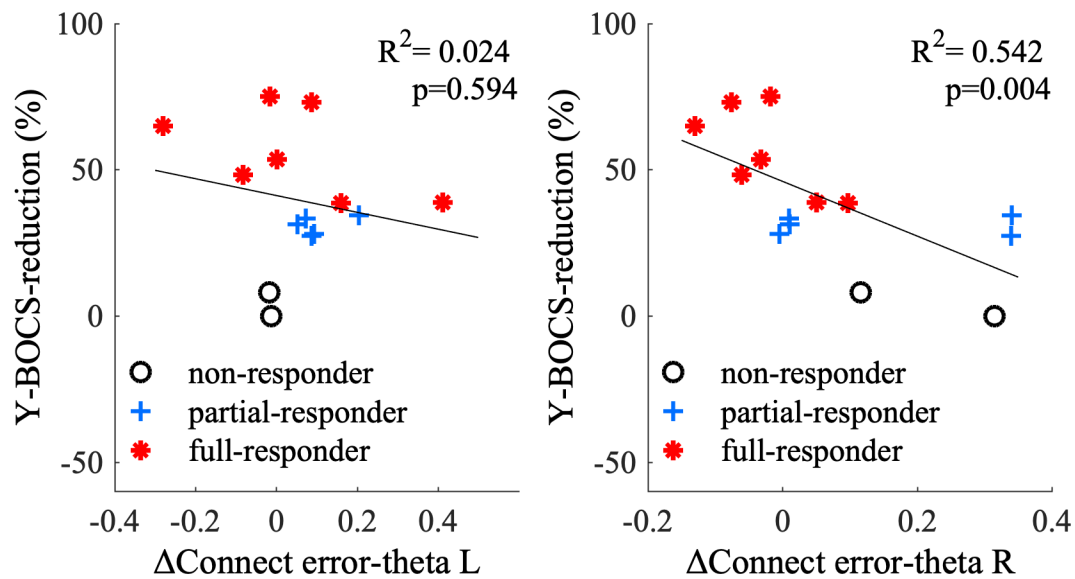 100
50
0
-50
Y-BOCS-reduction (%)
R²= 0.024
p=0.594
non-responder
partial-responder
full-responder
-0.4
-0.2
0
0.2
0.4
ΔConnect error-theta L
100
50
0
-50
Y-BOCS-reduction (%)
R²= 0.542
p=0.004
non-responder
partial-responder
full-responder
-0.2
0
0.2
0.4
ΔConnect error-theta R